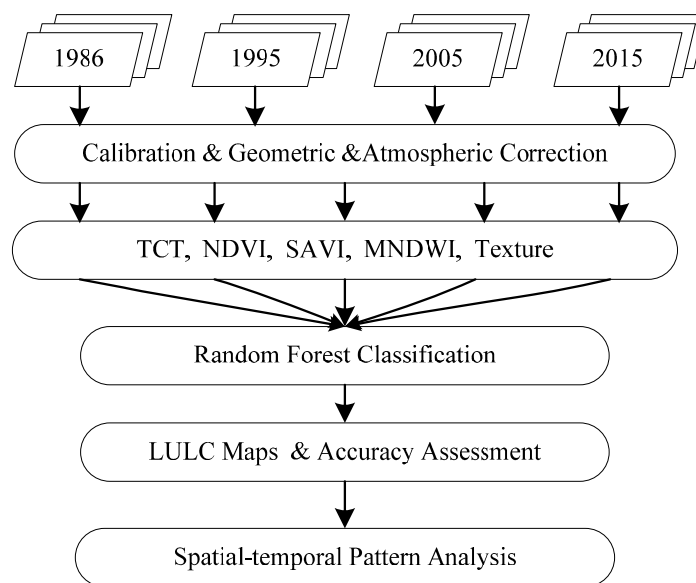 1986 1995 2005 2015
Calibration & Geometric &Atmospheric Correction
TCT, NDVI, SAVI, MNDWI, Texture
Random Forest Classification
LULC Maps & Accuracy Assessment
Spatial-temporal Pattern Analysis